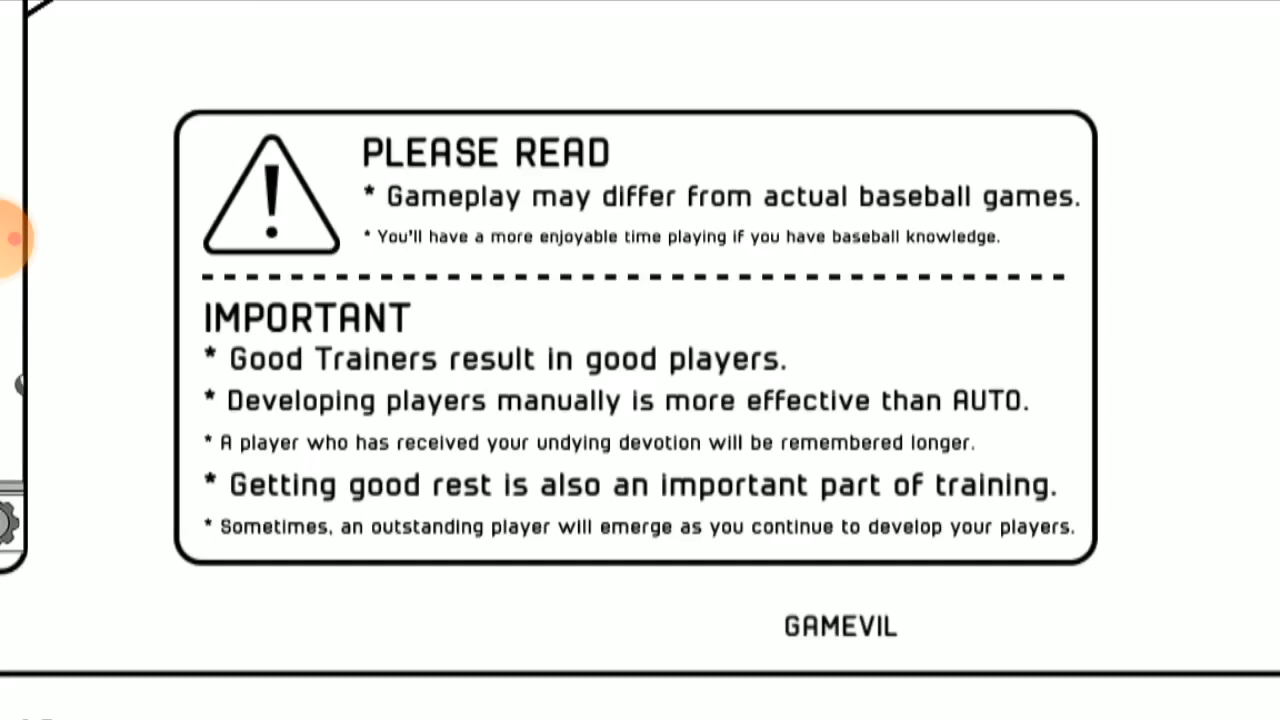 PLEASE READ
* Gameplay may differ from actual baseball games.
* You'll have a more enjoyable time playing if you have baseball knowledge.
IMPORTANT
* Good Trainers result in good players.
* Developing players manually is more effective than AUTO.
* A player who has received your undying devotion will be remembered longer.
* Getting good rest is also an important part of training.
* Sometimes, an outstanding player will emerge as you continue to develop your players.
GAMEVIL